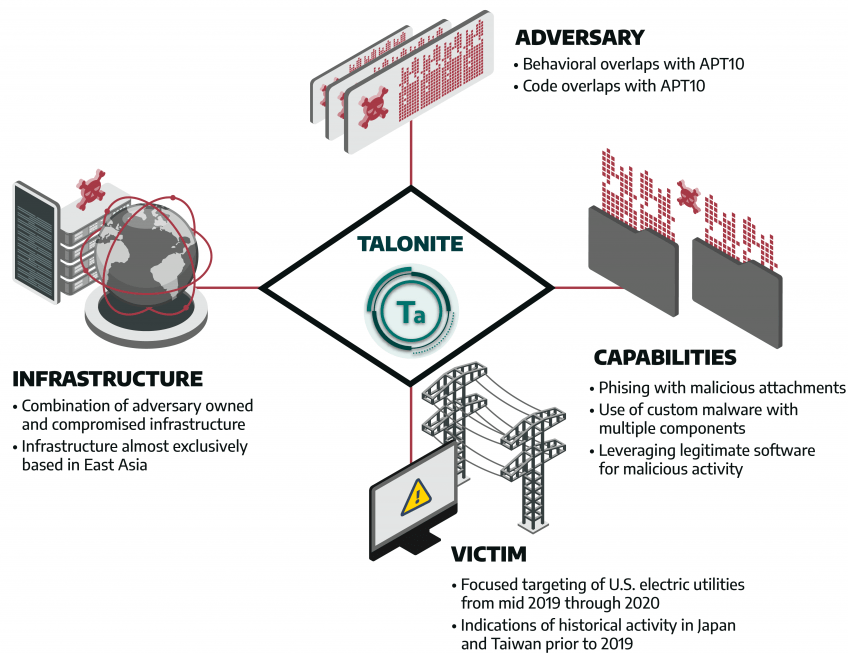 ADVERSARY
• Behavioral overlaps with APT10
• Code overlaps with APT10
TALONITE
Ta
CAPABILITIES
• Phising with malicious attachments
• Use of custom malware with
multiple components
• Leveraging legitimate software
for malicious activity
INFRASTRUCTURE
• Combination of adversary owned
and compromised infrastructure
• Infrastructure almost exclusively
based in East Asia
VICTIM
• Focused targeting of U.S. electric utilities
from mid 2019 through 2020
• Indications of historical activity in Japan
and Taiwan prior to 2019